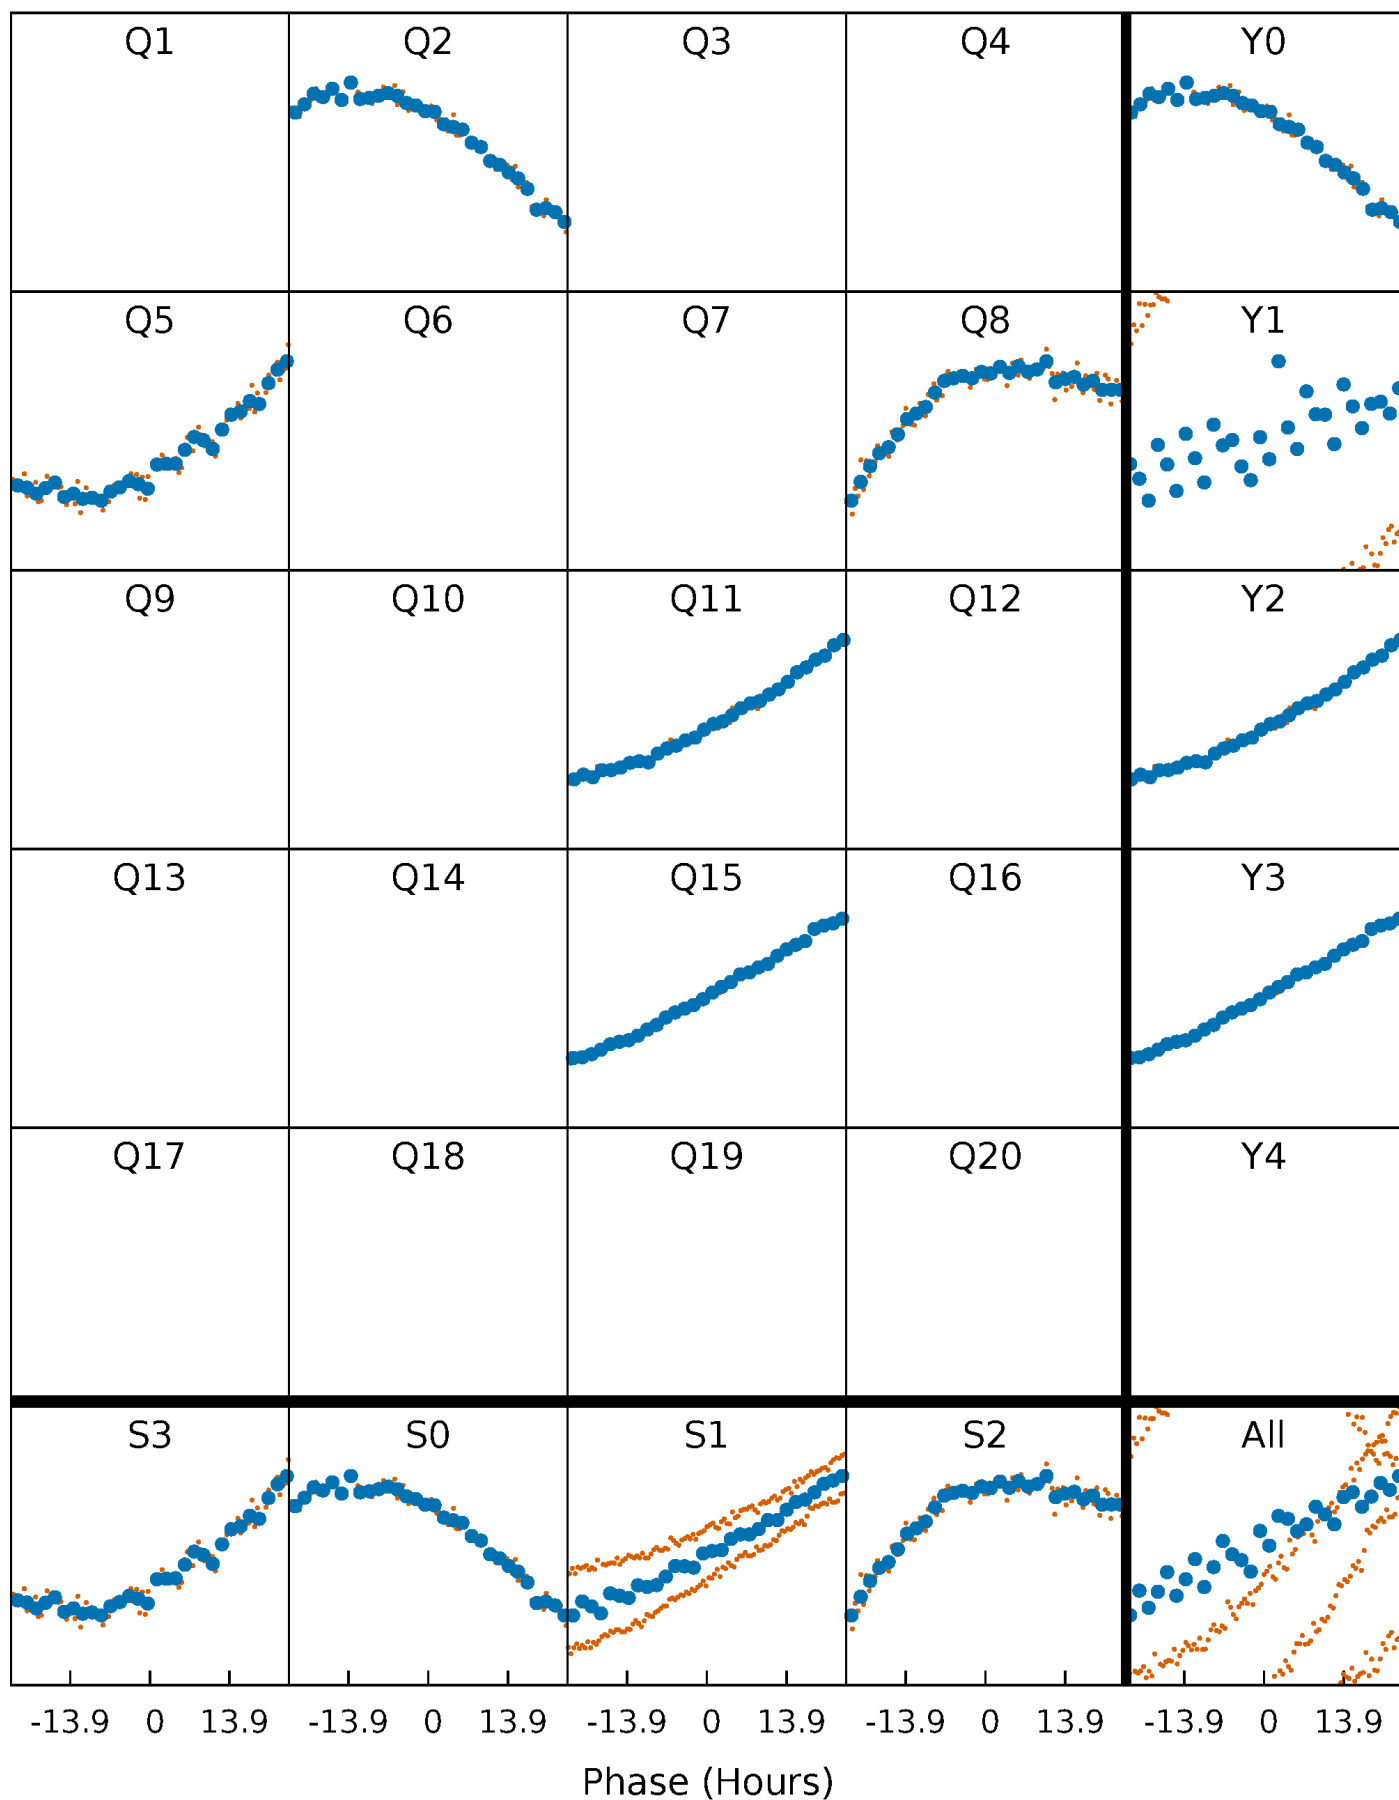 Q1 Q2 Q3 Q4 Y0
Q5 Q6 Q7 Q8 Y1
Q9 Q10 Q11 Q12 Y2
Q13 Q14 Q15 Q16 Y3
Q17 Q18 Q19 Q20 Y4
S3 S0 S1 S2 All
-13.9 0 13.9 -13.9 0 13.9 -13.9 0 13.9 -13.9 0 13.9 -13.9 0 13.9
Phase (Hours)